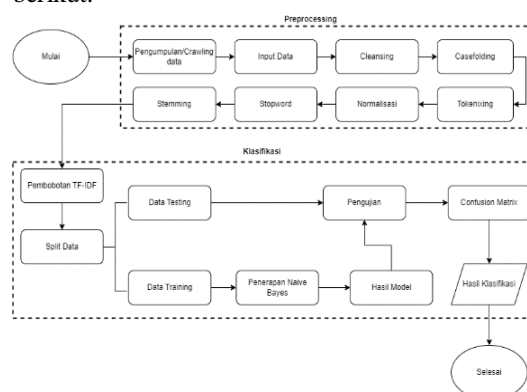 berikut:
Preprocessing
Mulai
Pengumpulan/Crawling
data
Input Data
Cleansing
Casefolding
Tokenixing
Normalisasi
Stopword
Stemming
Klasifikasi
Pembobotan TF-IDF
Split Data
Data Testing
Pengujian
Confusion Matrix
Data Training
Penerapan Naive
Bayes
Hasil Model
Hasil Klasifikasi
Selesai